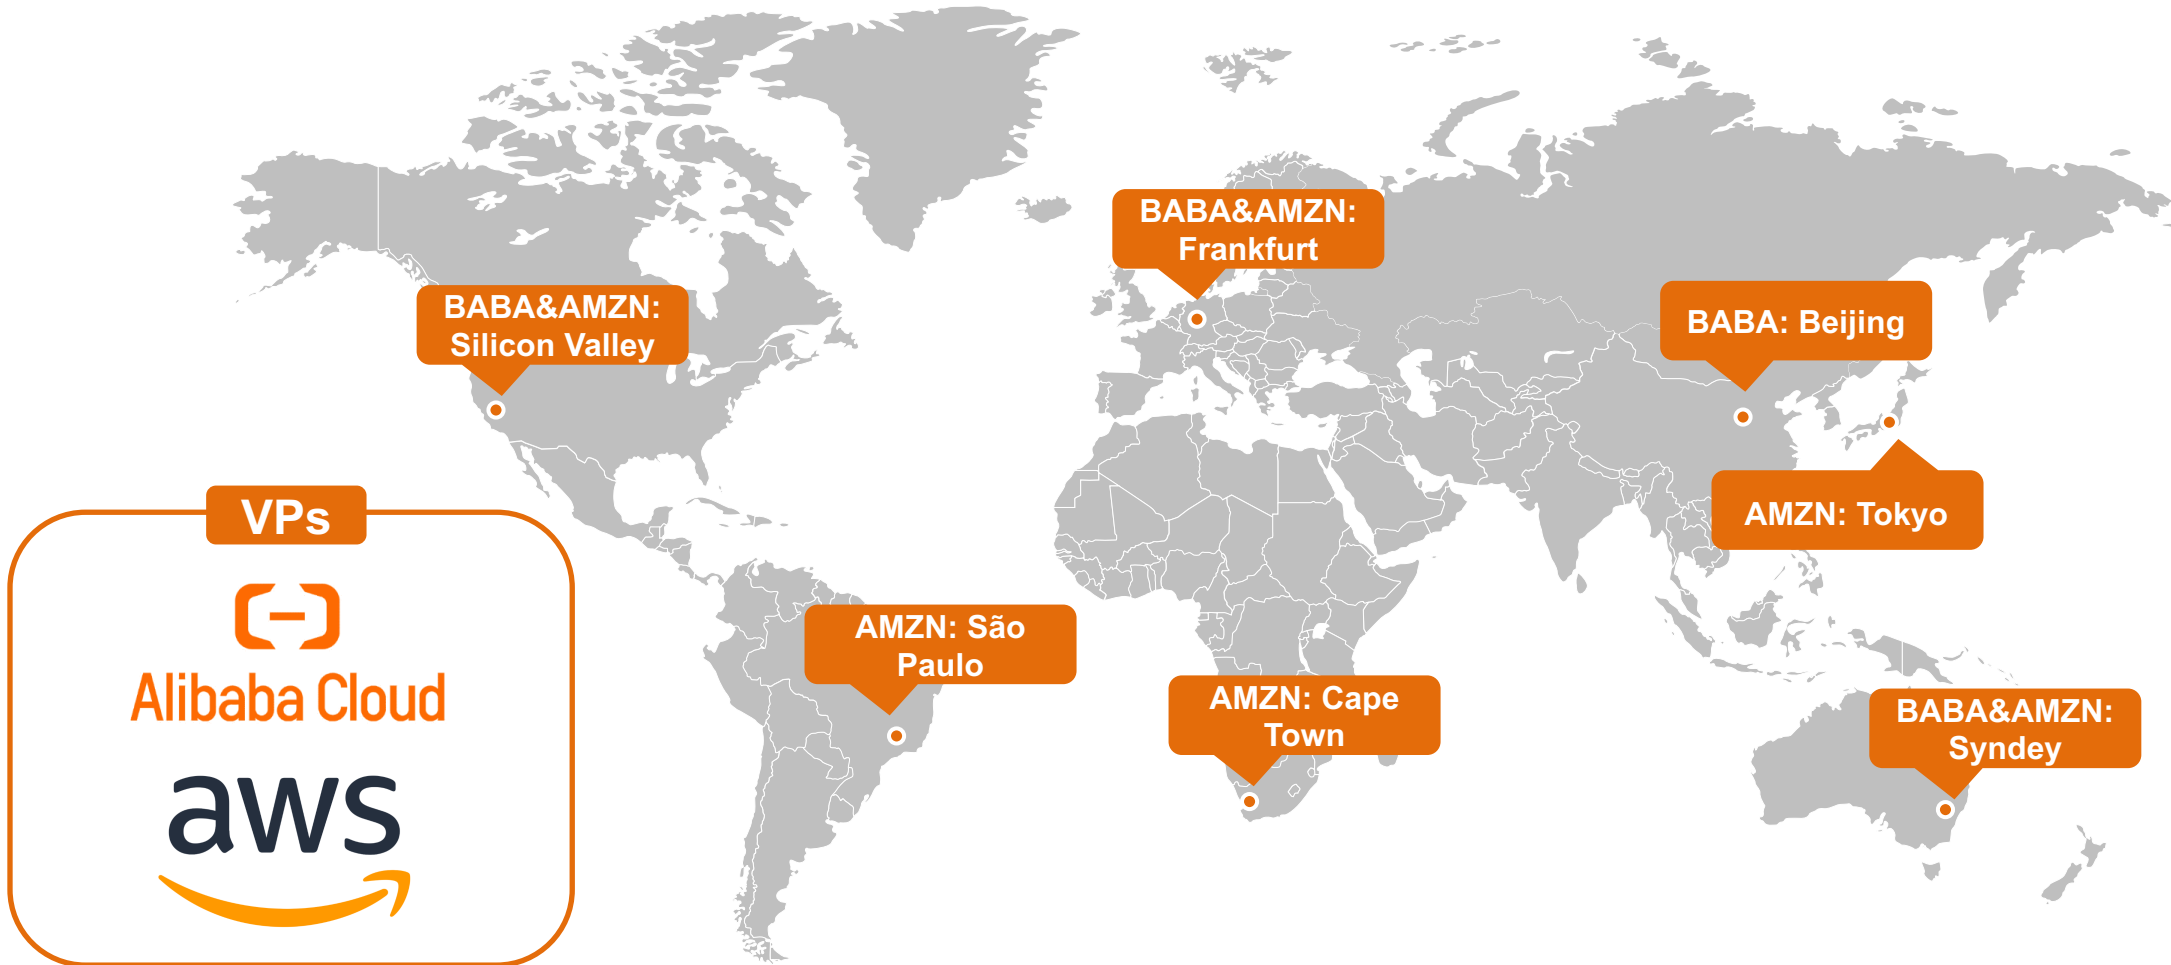 BABA&AMZN:
Frankfurt
BABA&AMZN:
Silicon Valley
BABA: Beijing
AMZN: Tokyo
VPs
Alibaba Cloud
aws
AMZN: São
Paulo
AMZN: Cape
Town
BABA&AMZN:
Syndey